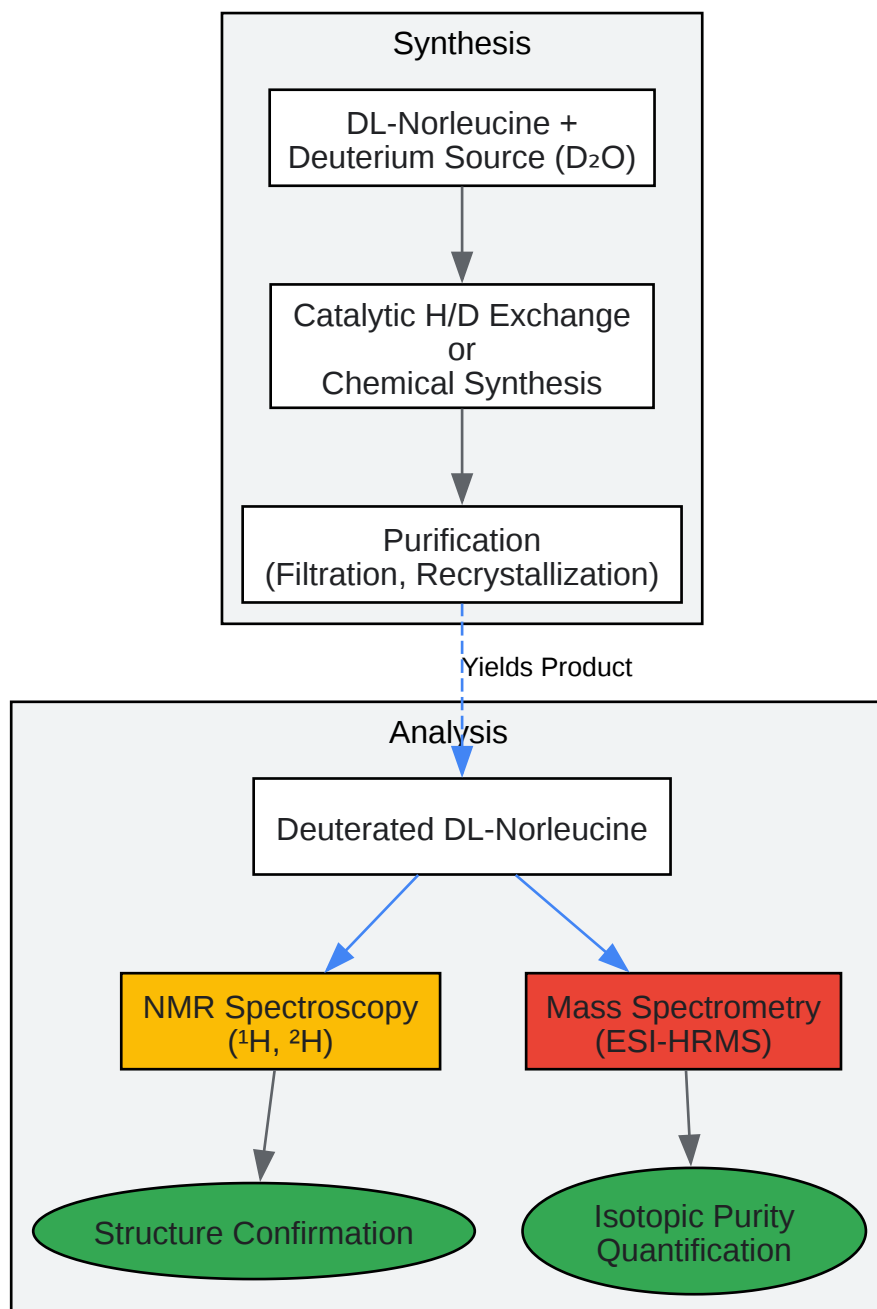 Synthesis
DL-Norleucine +
Deuterium Source (D₂O)
Catalytic H/D Exchange
or
Chemical Synthesis
Purification
(Filtration, Recrystallization)
Yields Product
Analysis
Deuterated DL-Norleucine
NMR Spectroscopy
(¹H, ²H)
Mass Spectrometry
(ESI-HRMS)
Structure Confirmation
Isotopic Purity
Quantification